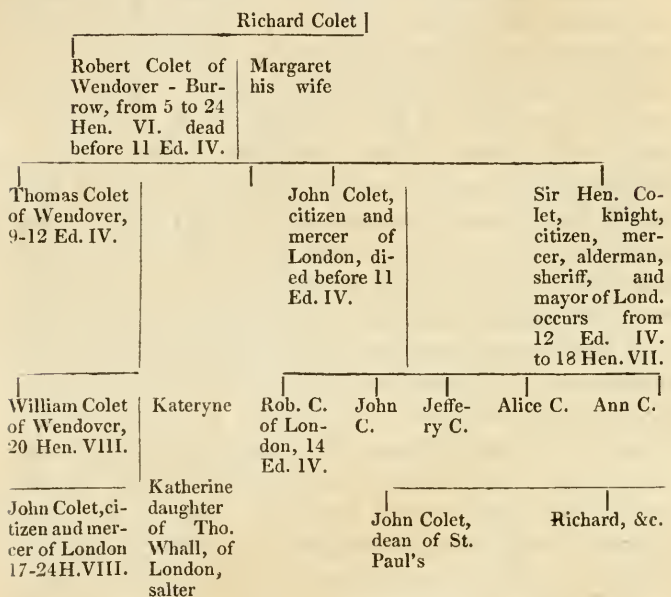 Richard Colet
Robert Colet of
Wendover - Bur-
row, from 5 to 24
Hen. VI. dead
before 11 Ed. IV.
Margaret
his wife
Thomas Colet
of Wendover,
9-12 Ed. IV.
John Colet,
citizen and
mercer of
London, di-
ed before 11
Ed. IV.
Sir Hen. Co-
let, knight,
citizen, mer-
cer, alderman,
sheriff, and
mayor of Lond.
occurs from
12 Ed. IV.
to 18 Hen. VII.
William Colet
of Wendover,
20 Hen. VIII.
Kateryne
Rob. C.
of Lon-
don, 14
Ed. IV.
John
C.
Jeffe-
ry C.
Alice C.
Ann C.
John Colet, ci-
tizen and mer-
cer of London
17-24 H. VIII.
Katherine
daughter
of Tho.
Whall, of
London,
salter
John Colet,
dean of St.
Paul's
Richard, &c.